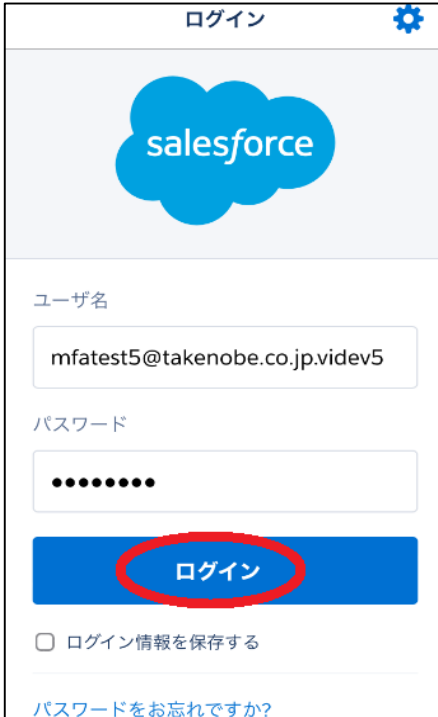 ログイン
salesforce
ユーザ名
mfatest5@takenobe.co.jp.videv5
パスワード
••••••••
ログイン
ログイン情報を保存する
パスワードをお忘れですか?